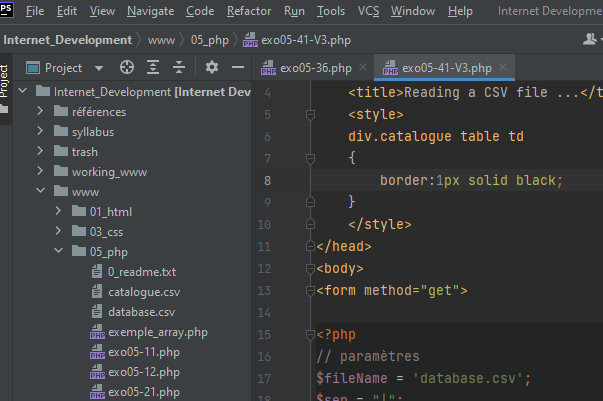 PS File Edit View Navigate Code Refactor Run Tools VCS Window Help Internet Developme
Internet_Development www 05_php exo05-41-V3.php
Project
Project
exo05-36.php exo05-41-V3.php
Internet_Development [Internet Dev
références
syllabus
trash
working_www
www
01_html
03_css
05_php
0_readme.txt
catalogue.csv
database.csv
exemple_array.php
exo05-11.php
exo05-12.php
exo05-21.php
4 <title>Reading a CSV file ...</t
5 <style>
6 div.catalogue table td
7 {
8 border:1px solid black;
9 }
10 </style>
11 </head>
12 <body>
13 <form method="get">
14
15 <?php
16 // paramètres
17 $fileName = 'database.csv';
18 $sep = "|";